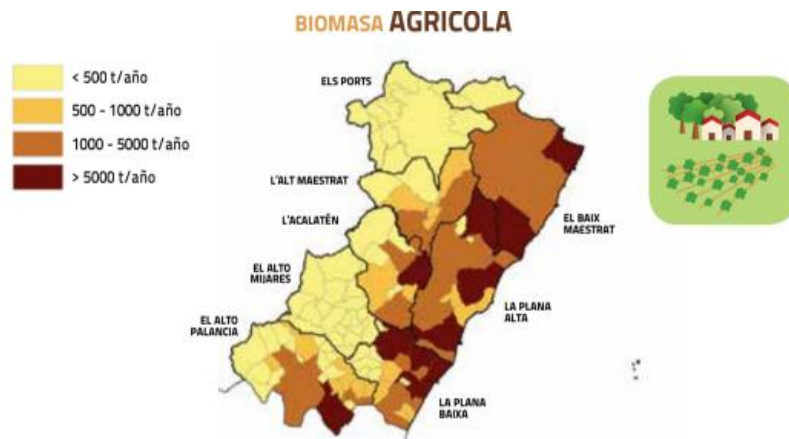 BIOMASA AGRICOLA
< 500 t/año
500 - 1000 t/año
1000 - 5000 t/año
> 5000 t/año
ELS PORTS
L'ALT MAESTRAT
L'ACALATÉN
EL BAIX
MAESTRAT
EL ALTO
MIJARES
LA PLANA
ALTA
EL ALTO
PALANCIA
LA PLANA
BAIXA